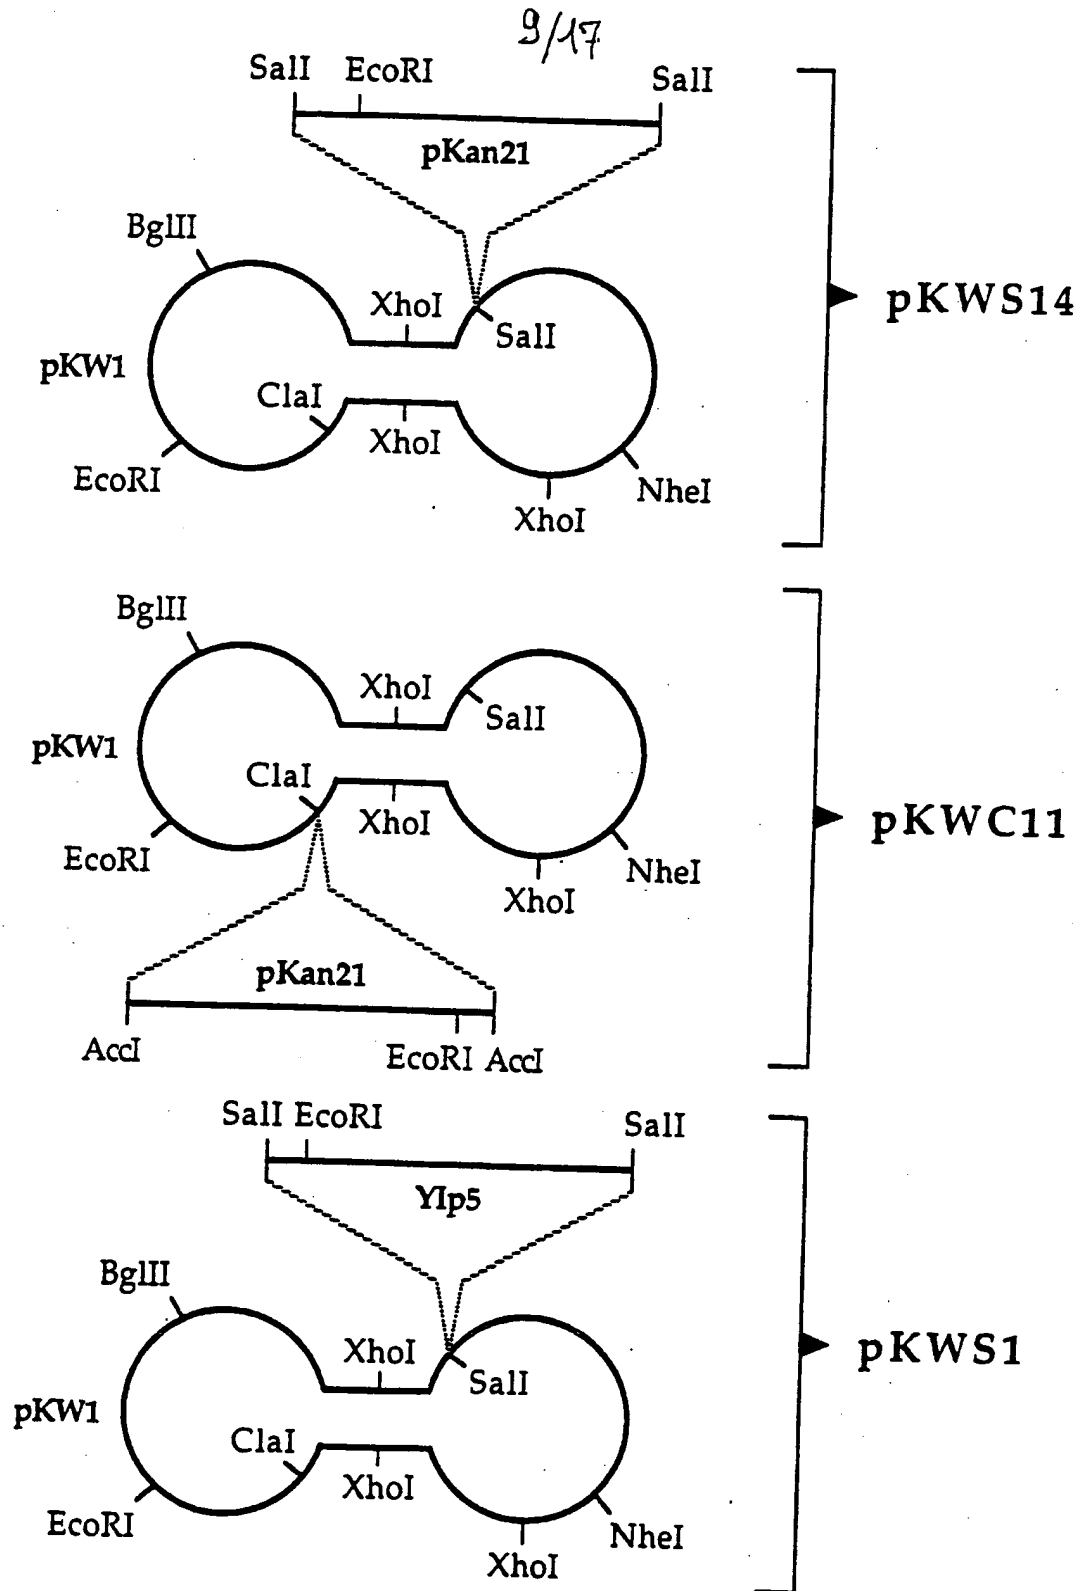 9/17
SalI EcoRI SalI
pKan21
BglII
XhoI
SalI
pKW1
pKWS14
ClaI
XhoI
EcoRI
NheI
XhoI
BglII
XhoI
SalI
pKW1
ClaI
XhoI
pKWC11
EcoRI
NheI
XhoI
pKan21
AccI EcoRI AccI
SalI EcoRI SalI
YIp5
BglII
XhoI
SalI
pKWS1
pKW1
ClaI
XhoI
EcoRI
NheI
XhoI